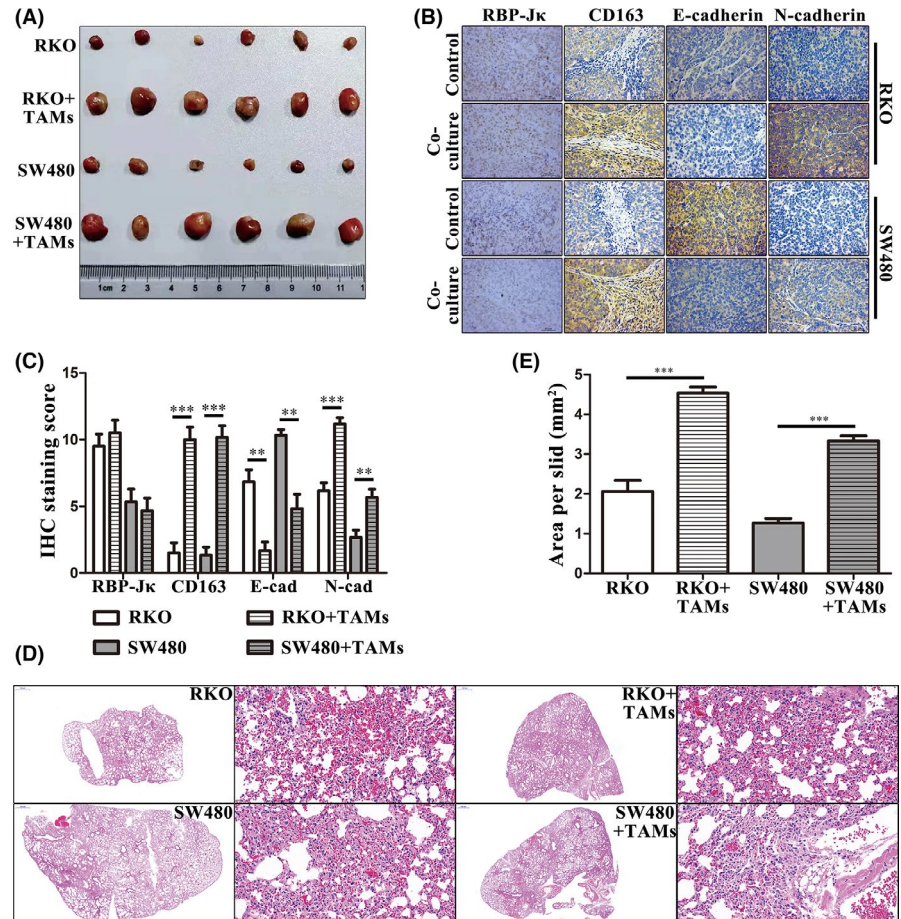 (A)
RKO
RKO+
TAMs
SW480
SW480
+TAMs
1cm 2 3 4 5 6 7 8 9 10 11 1
(B)
RBP-Jκ CD163 E-cadherin N-cadherin
Control
Co-
culture
Control
Co-
culture
RKO
SW480
(C)
IHC staining score
15
10
5
0
*** *** ** ** *** **
RBP-Jκ CD163 E-cad N-cad
RKO RKO+TAMs
SW480 SW480+TAMs
(E)
Area per slid (mm²)
5
4
3
2
1
0
*** ***
RKO RKO+ SW480 SW480
TAMs +TAMs
(D)
RKO
RKO+
TAMs
SW480
SW480
+TAMs